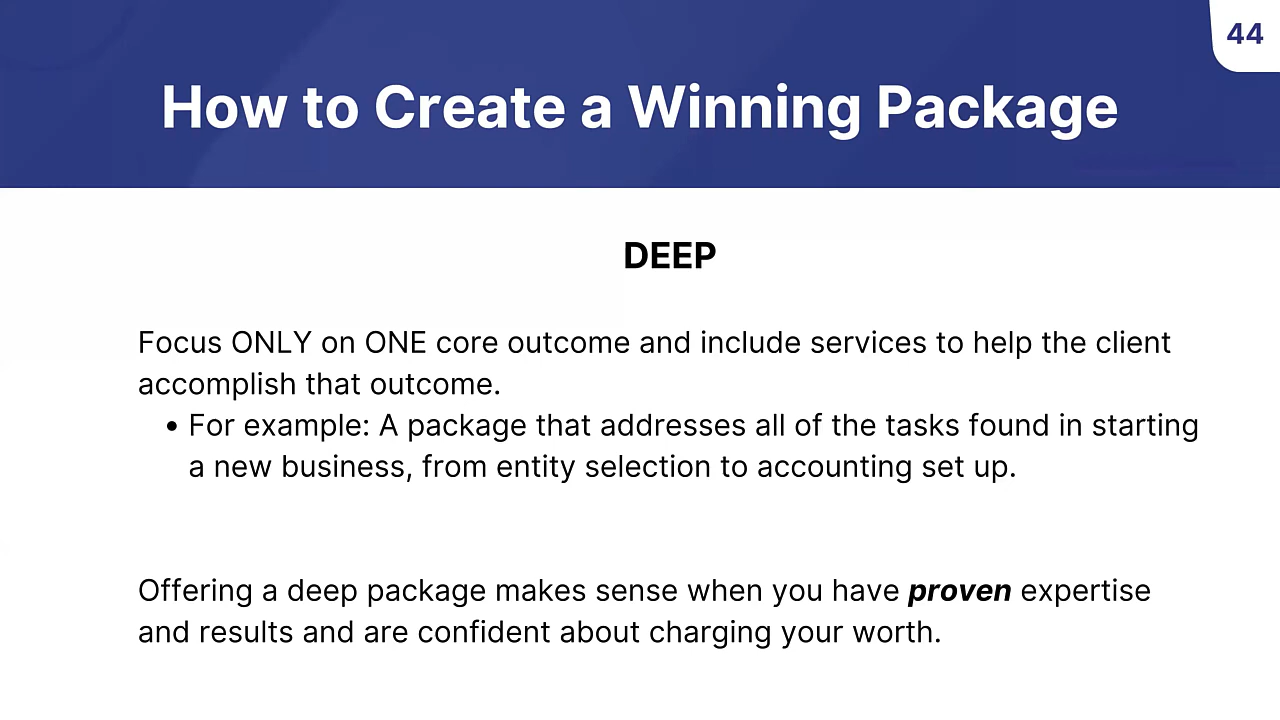 44
How to Create a Winning Package
DEEP
Focus ONLY on ONE core outcome and include services to help the client
accomplish that outcome.
• For example: A package that addresses all of the tasks found in starting
a new business, from entity selection to accounting set up.
Offering a deep package makes sense when you have proven expertise
and results and are confident about charging your worth.